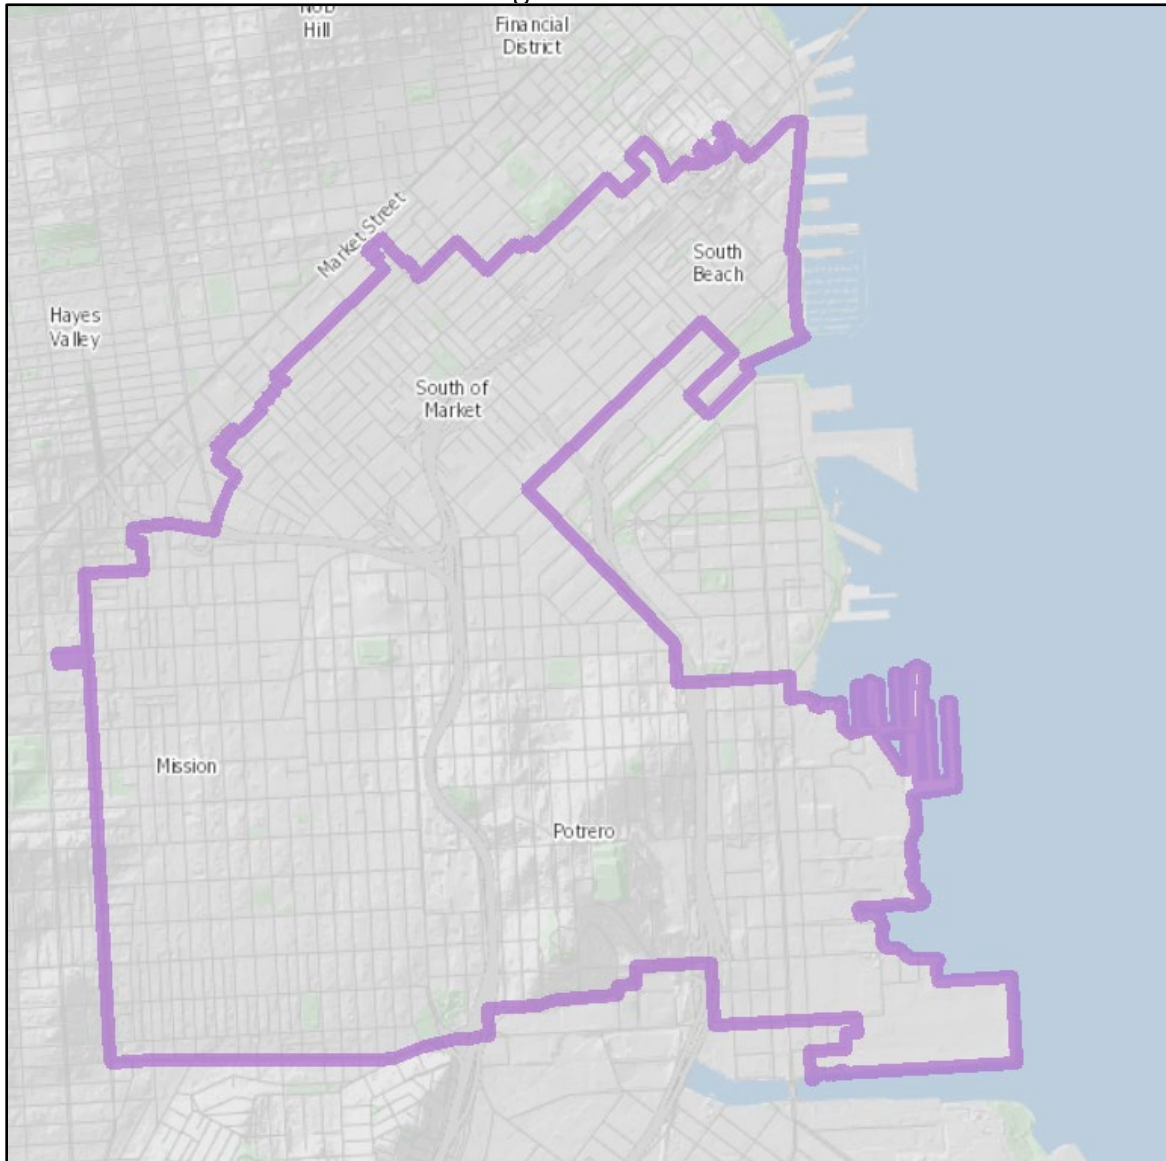 Hill
Financial
District
Market Street
South
Beach
Hayes
Valley
South of
Market
Mission
Potrero